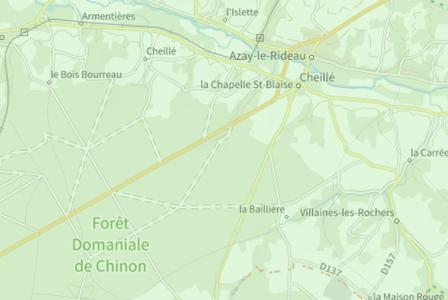 l'Islette
Armentières
Cheillé
Azay-le-Rideau
le Bois Bourreau
la Chapelle St-Blaise
Cheillé
la Carrée
la Baillière
Villaines-les-Rochers
Forêt
Domaniale
de Chinon
D137
D157
la Maison Rouge